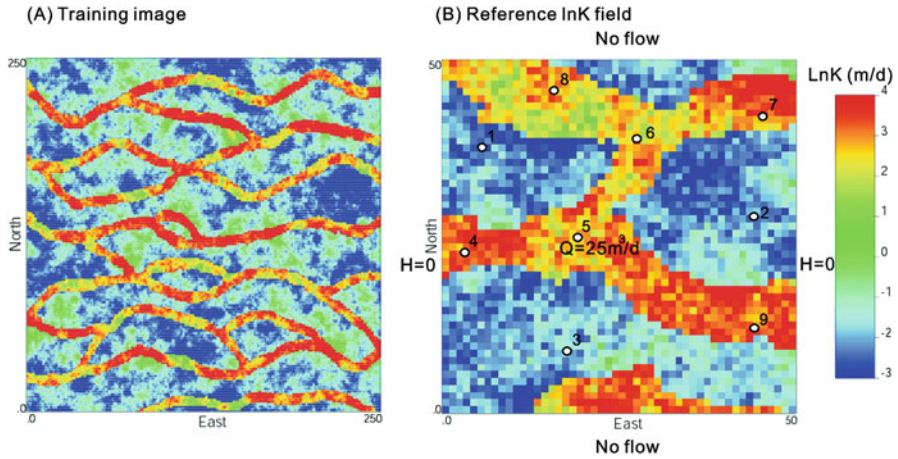 (A) Training image
(B) Reference lnK field
No flow
LnK (m/d)
250
North
.0
.0
East
250
50
North
.0
.0
East
50
H=0
H=0
1
2
3
4
5
6
7
8
9
Q=25m³/d
No flow
4
3
2
1
0
-1
-2
-3